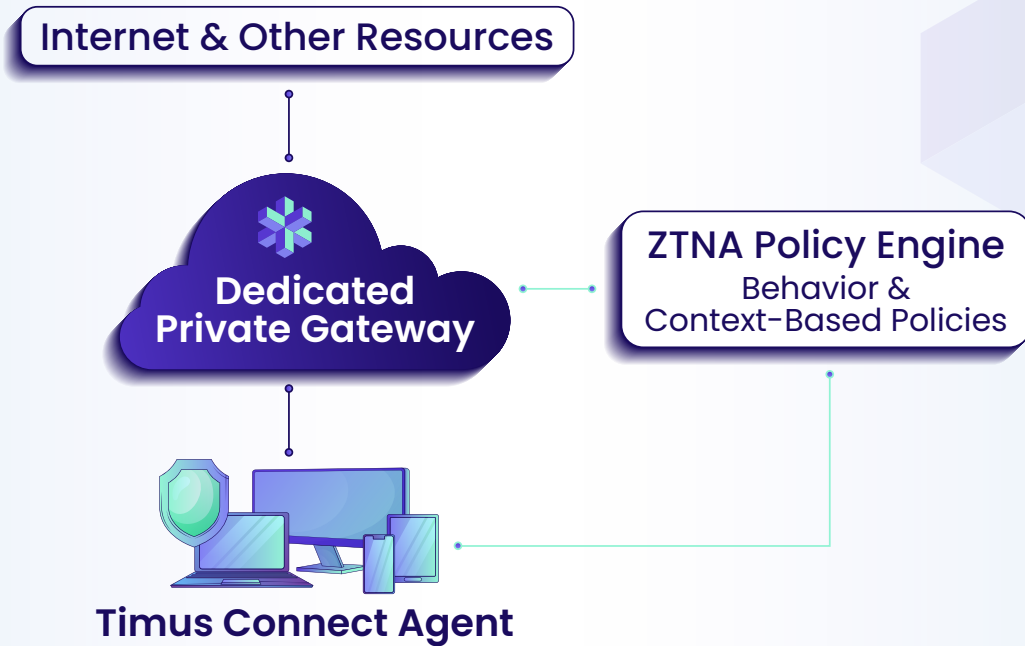 Internet & Other Resources
Dedicated
Private Gateway
ZTNA Policy Engine
Behavior &
Context-Based Policies
Timus Connect Agent